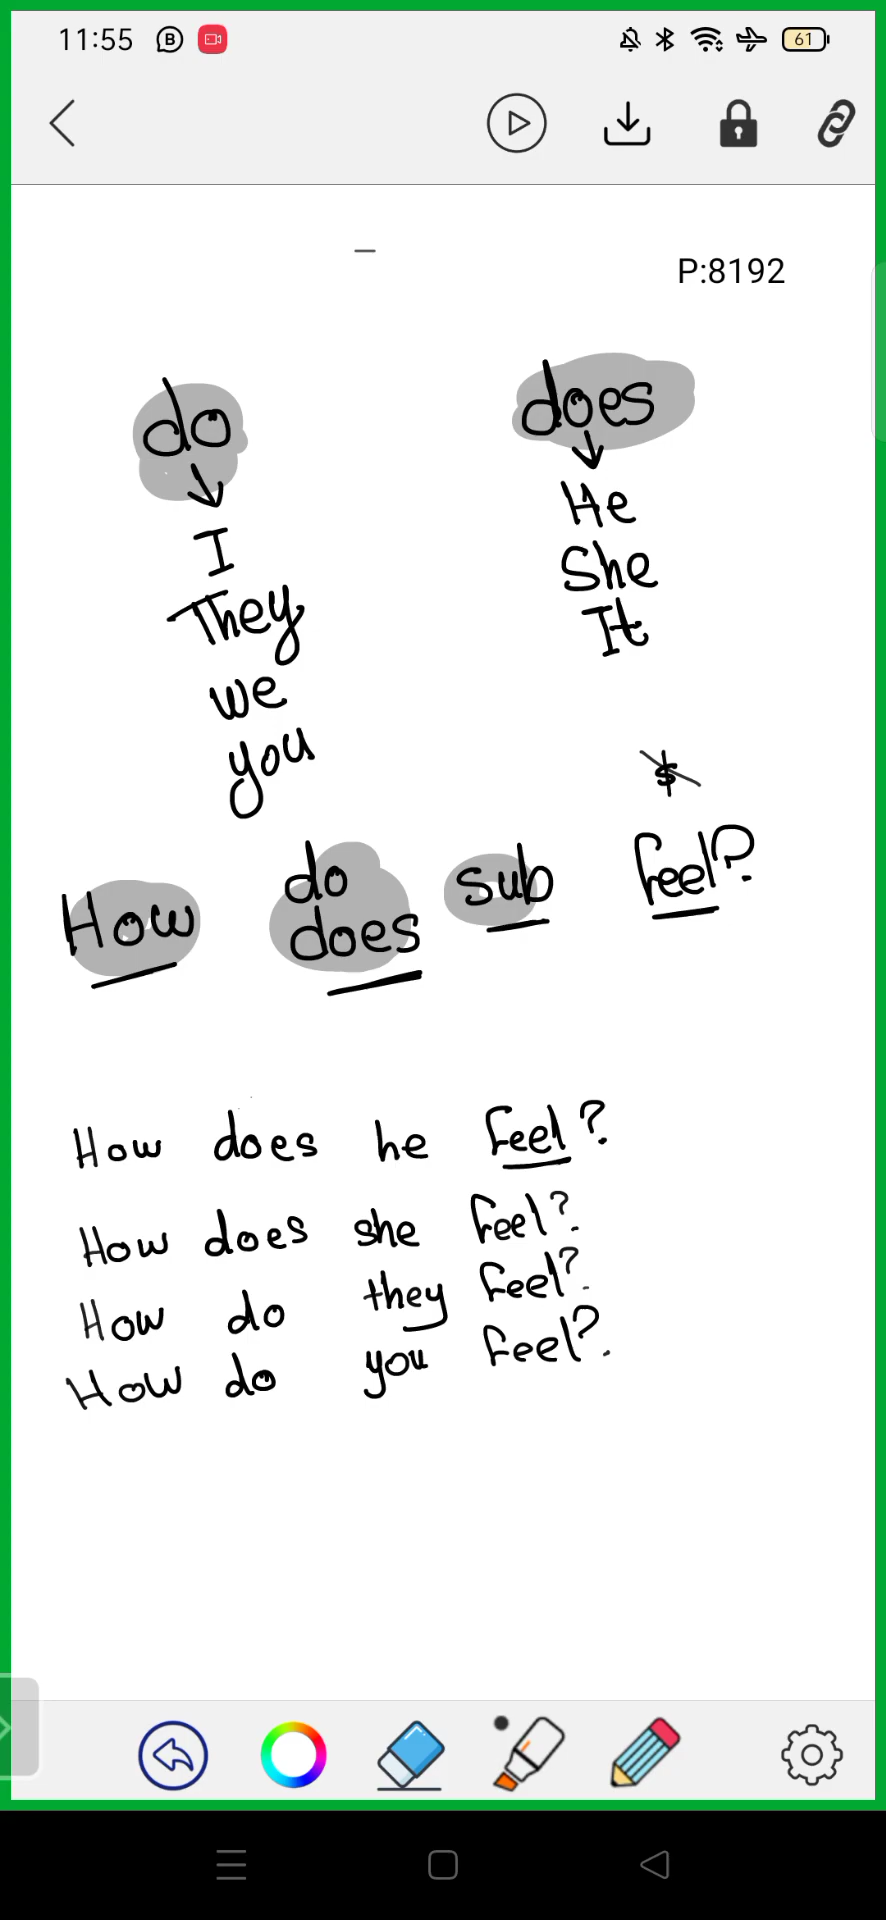 11:55
61
P:8192
do does
I He
They She
we It
you
$
How do does sub feel?
How does he feel?
How does she feel?
How do they feel?
How do you feel?.